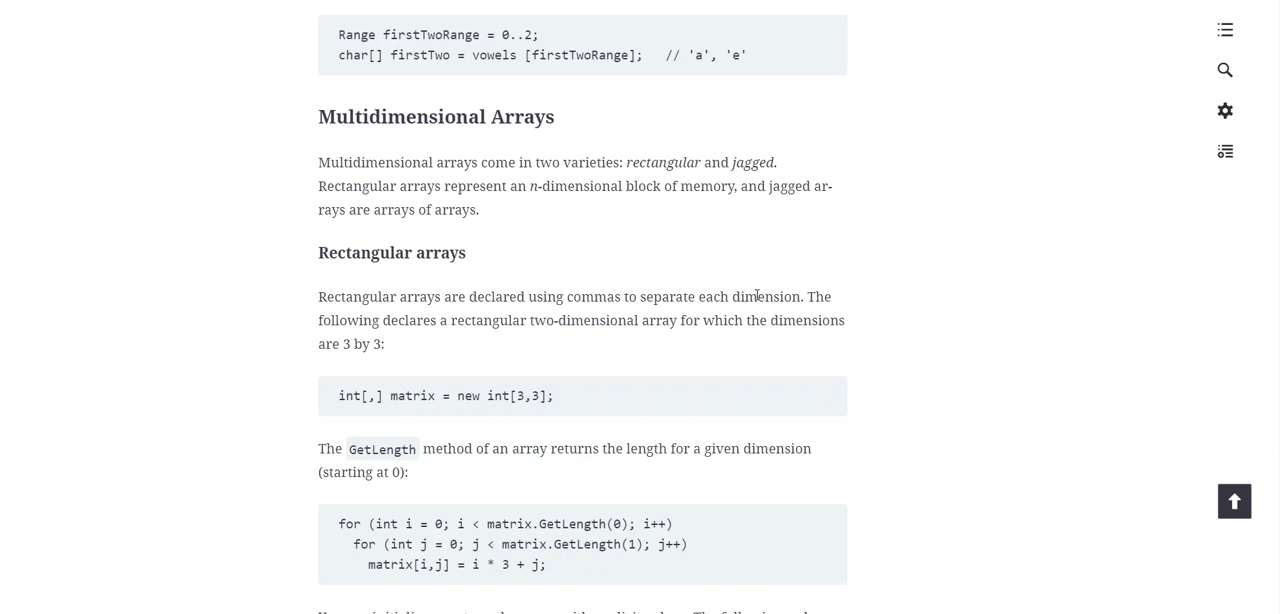 Range firstTwoRange = 0..2;
char[] firstTwo = vowels [firstTwoRange];   // 'a', 'e'
Multidimensional Arrays
Multidimensional arrays come in two varieties: rectangular and jagged.
Rectangular arrays represent an n-dimensional block of memory, and jagged ar-
rays are arrays of arrays.
Rectangular arrays
Rectangular arrays are declared using commas to separate each dimension. The
following declares a rectangular two-dimensional array for which the dimensions
are 3 by 3:
int[,] matrix = new int[3,3];
The GetLength method of an array returns the length for a given dimension
(starting at 0):
for (int i = 0; i < matrix.GetLength(0); i++)
  for (int j = 0; j < matrix.GetLength(1); j++)
    matrix[i,j] = i * 3 + j;